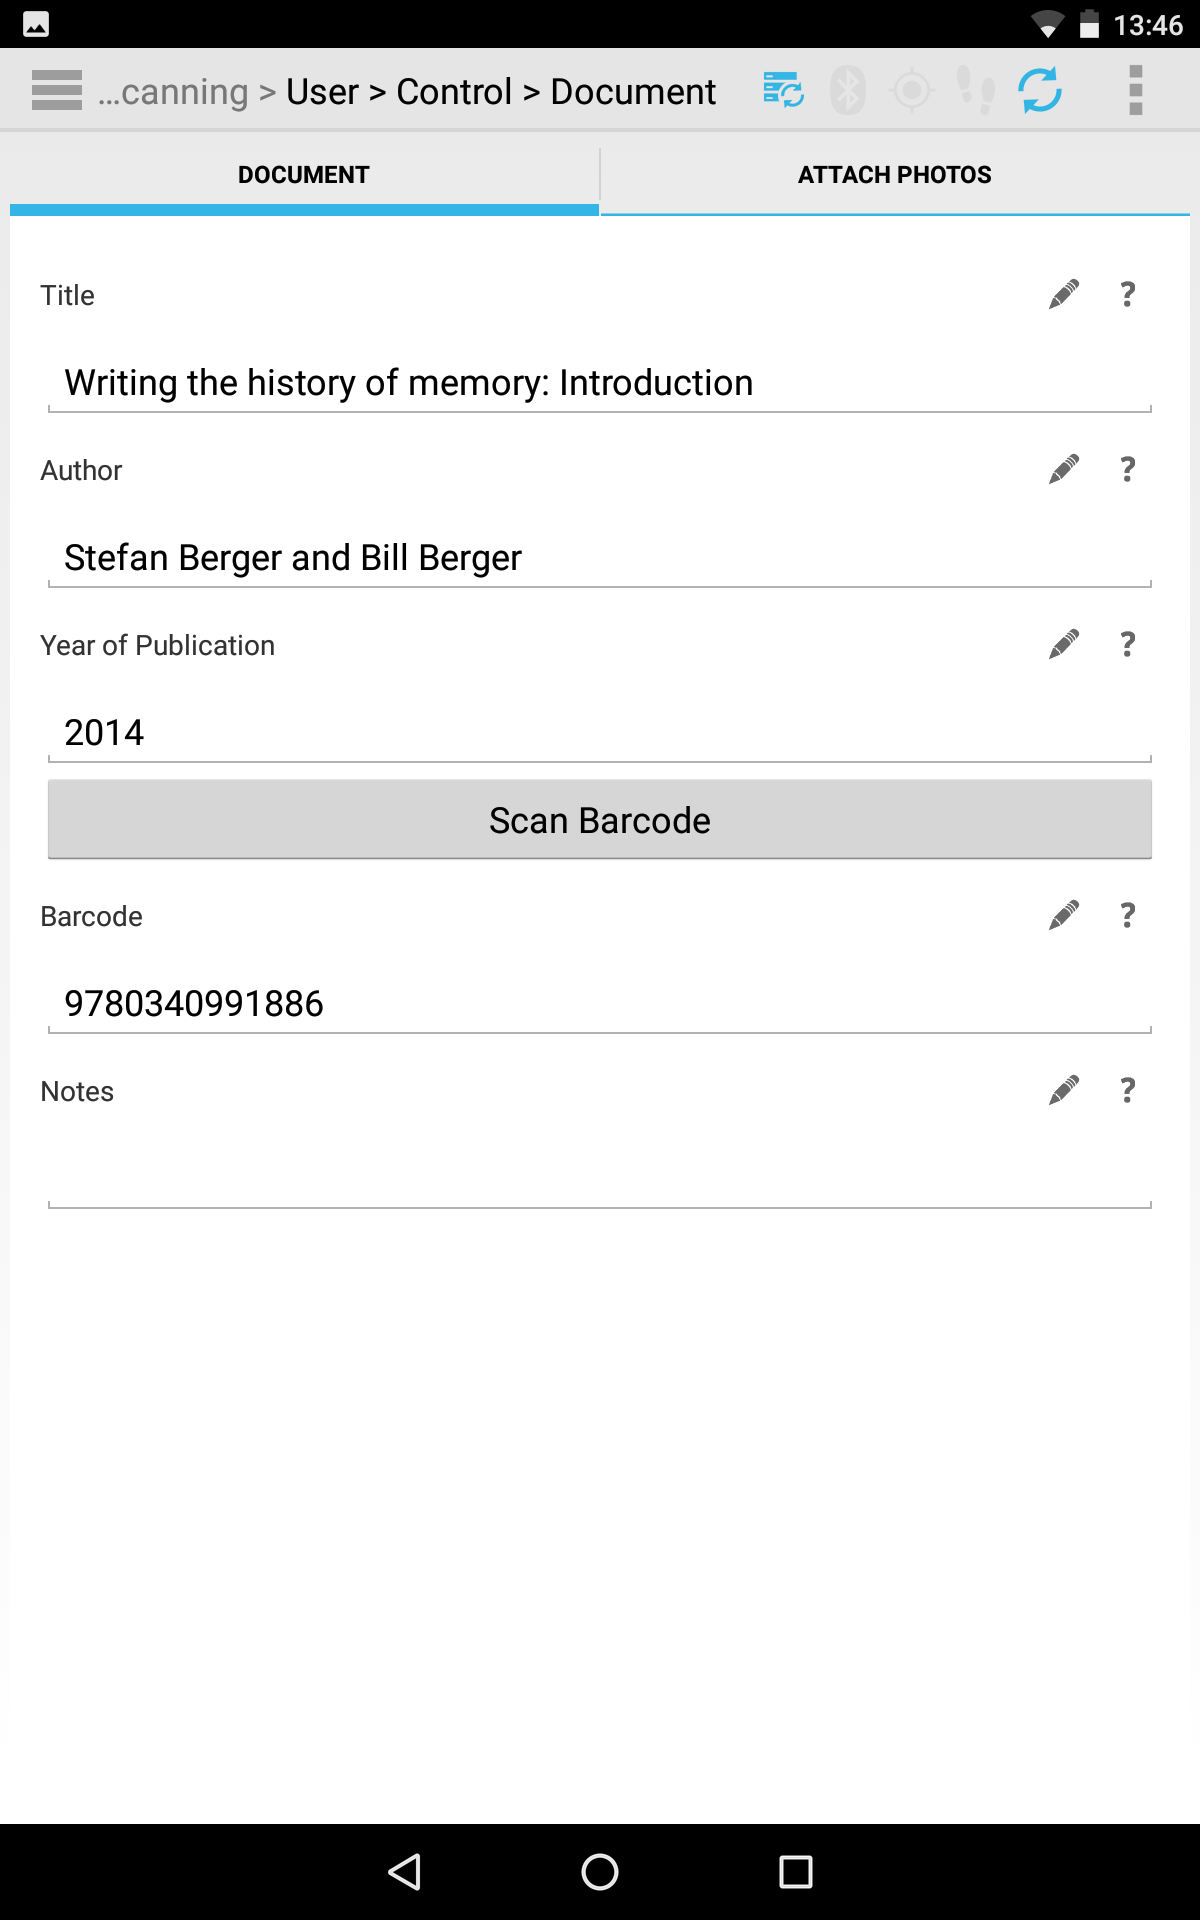 13:46
...canning > User > Control > Document
DOCUMENT
ATTACH PHOTOS
Title
?
Writing the history of memory: Introduction
Author
?
Stefan Berger and Bill Berger
Year of Publication
?
2014
Scan Barcode
Barcode
?
9780340991886
Notes
?